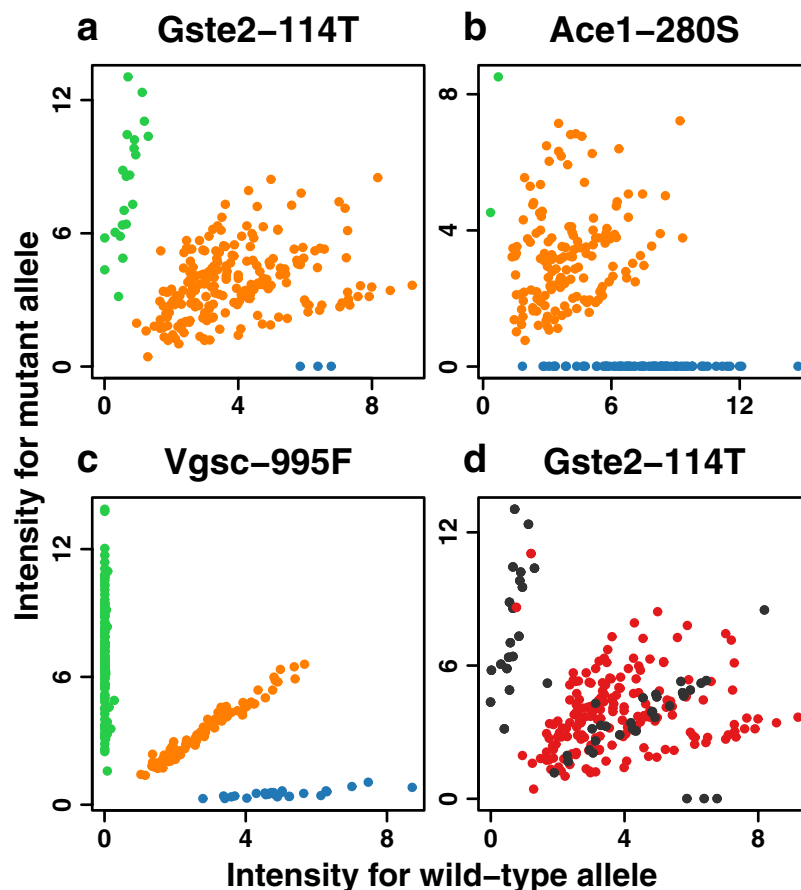 a Gste2−114T
b Ace1−280S
12
6
0
0 4 8
8
4
0
0 6 12
c Vgsc−995F
d Gste2−114T
12
6
0
0 4 8
12
6
0
0 4 8
Intensity for mutant allele
Intensity for wild−type allele